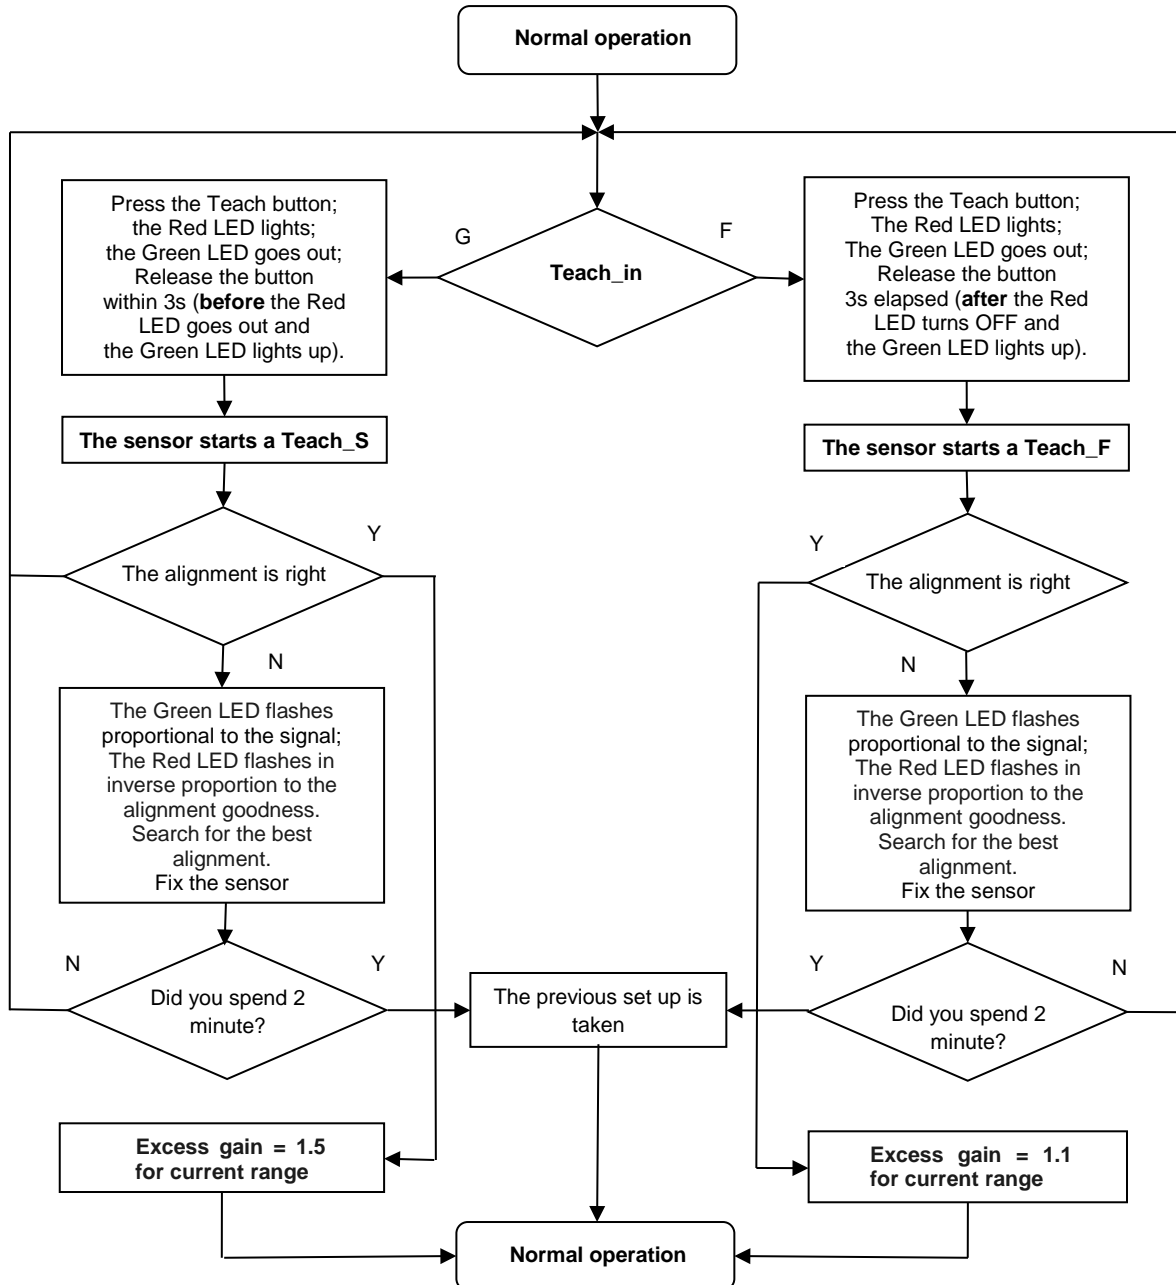 Normal operation
G
F
Teach_in
Press the Teach button;
the Red LED lights;
the Green LED goes out;
Release the button
within 3s (before the Red
LED goes out and
the Green LED lights up).
Press the Teach button;
The Red LED lights;
The Green LED goes out;
Release the button
3s elapsed (after the Red
LED turns OFF and
the Green LED lights up).
The sensor starts a Teach_S
The sensor starts a Teach_F
Y
The alignment is right
N
Y
The alignment is right
N
The Green LED flashes
proportional to the signal;
The Red LED flashes in
inverse proportion to the
alignment goodness.
Search for the best
alignment.
Fix the sensor
The Green LED flashes
proportional to the signal;
The Red LED flashes in
inverse proportion to the
alignment goodness.
Search for the best
alignment.
Fix the sensor
N
Y
Did you spend 2
minute?
The previous set up is
taken
Y
N
Did you spend 2
minute?
Excess gain = 1.5
for current range
Excess gain = 1.1
for current range
Normal operation